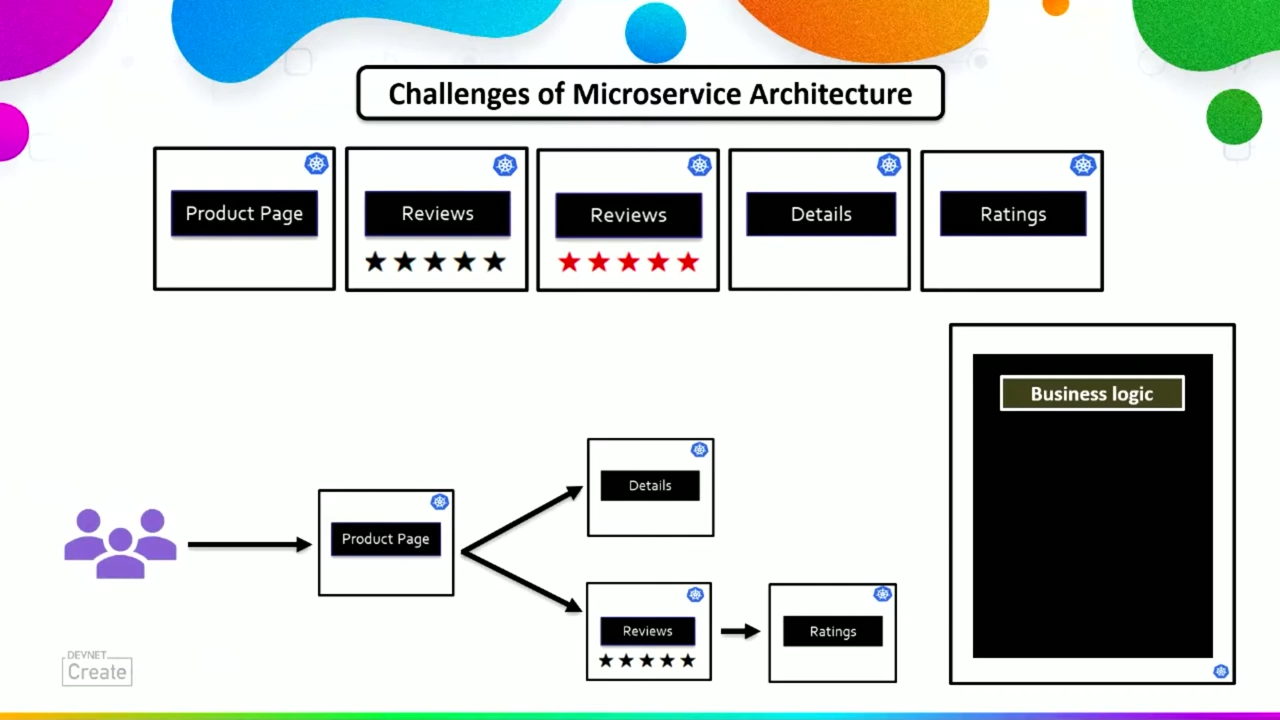 Challenges of Microservice Architecture
Product Page
Reviews
Reviews
Details
Ratings
Business logic
Details
Product Page
Reviews
Ratings
DEVNET
Create